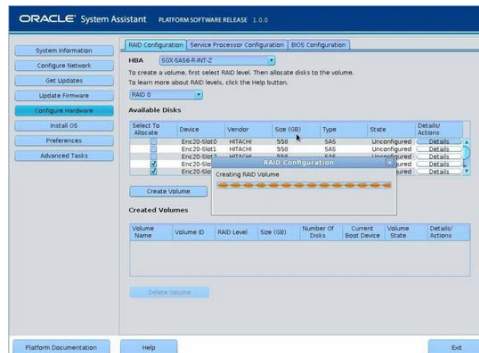 ORACLE System Assistant PLATFORM SOFTWARE RELEASE 1.0.0
System Information
Configure Network
Get Updates
Update Firmware
Configure Hardware
Install OS
Preferences
Advanced Tasks
RAID Configuration Service Processor Configuration BIOS Configuration
HBA SGX-SAS6-R-INT-Z
To create a volume, first select RAID level. Then allocate disks to the volume.
To learn more about RAID levels, click the Help button.
RAID 0
Available Disks
Select To Allocate Device Vendor Size (GB) Type State Details/ Actions
Enc20-Slot0 HITACHI 558 SAS Unconfigured Details
Enc20-Slot1 HITACHI 558 SAS Unconfigured Details
Enc20-Slo Details
Enc20-Slo Details
RAID Configuration
Creating RAID Volume
Create Volume
Created Volumes
Volume Name Volume ID RAID Level Size (GB) Number Of Disks Current Boot Device Volume State Details/ Actions
Delete Volume
Platform Documentation Help Exit